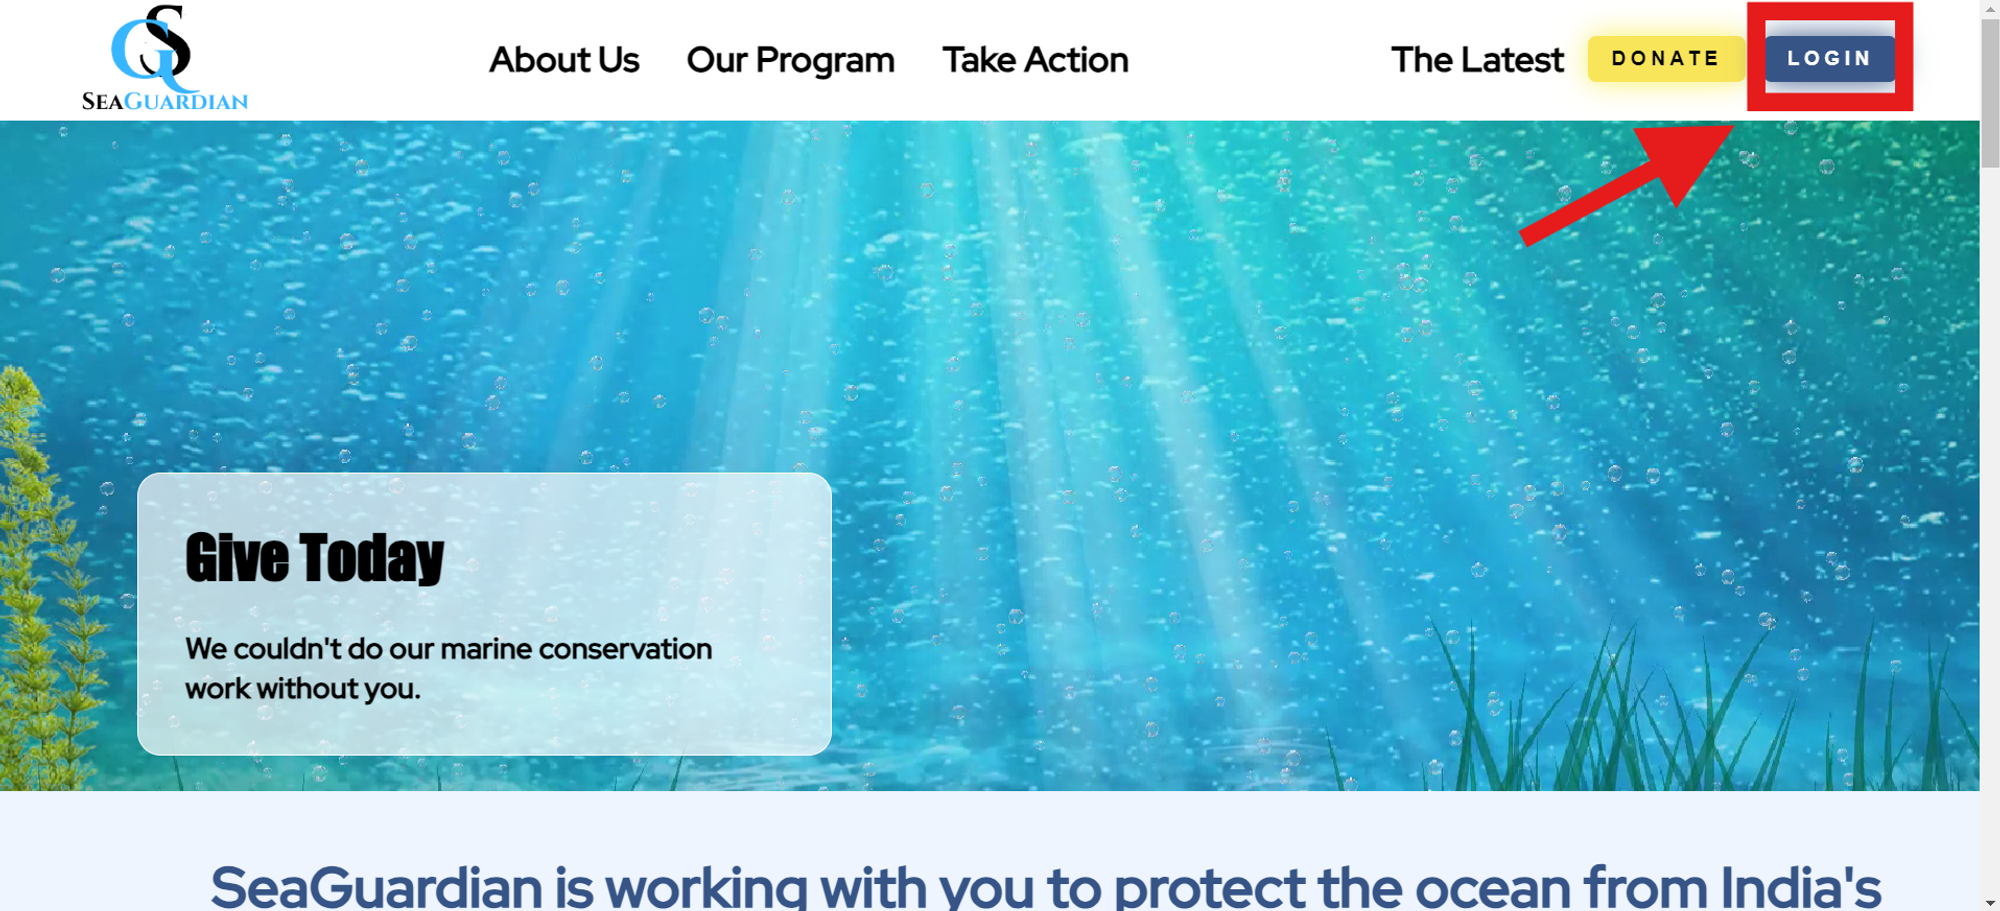 GS
SEAGUARDIAN
About Us
Our Program
Take Action
The Latest
DONATE
LOGIN
Give Today
We couldn't do our marine conservation
work without you.
SeaGuardian is working with you to protect the ocean from India's